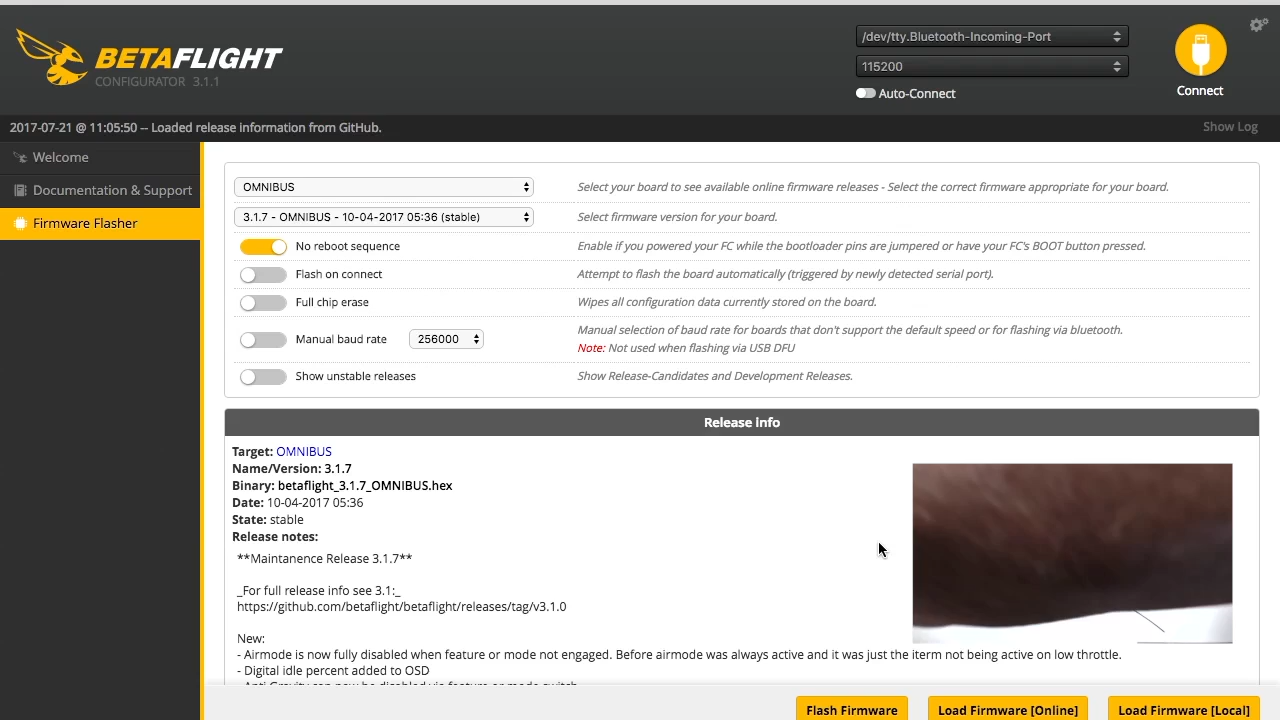 BETAFLIGHT
CONFIGURATOR 3.1.1
/dev/tty.Bluetooth-Incoming-Port
115200
Auto-Connect
Connect
2017-07-21 @ 11:05:50 -- Loaded release information from GitHub.
Show Log
Welcome
Documentation & Support
Firmware Flasher
OMNIBUS
Select your board to see available online firmware releases - Select the correct firmware appropriate for your board.
3.1.7 - OMNIBUS - 10-04-2017 05:36 (stable)
Select firmware version for your board.
No reboot sequence
Enable if you powered your FC while the bootloader pins are jumpered or have your FC's BOOT button pressed.
Flash on connect
Attempt to flash the board automatically (triggered by newly detected serial port).
Full chip erase
Wipes all configuration data currently stored on the board.
Manual baud rate
256000
Manual selection of baud rate for boards that don't support the default speed or for flashing via bluetooth.
Note: Not used when flashing via USB DFU
Show unstable releases
Show Release-Candidates and Development Releases.
Release info
Target: OMNIBUS
Name/Version: 3.1.7
Binary: betaflight_3.1.7_OMNIBUS.hex
Date: 10-04-2017 05:36
State: stable
Release notes:
**Maintanence Release 3.1.7**
_For full release info see 3.1:_
https://github.com/betaflight/betaflight/releases/tag/v3.1.0
New:
- Airmode is now fully disabled when feature or mode not engaged. Before airmode was always active and it was just the iterm not being active on low throttle.
- Digital idle percent added to OSD
- Anti Gravity can now be disabled via feature or mode switch
Flash Firmware
Load Firmware [Online]
Load Firmware [Local]